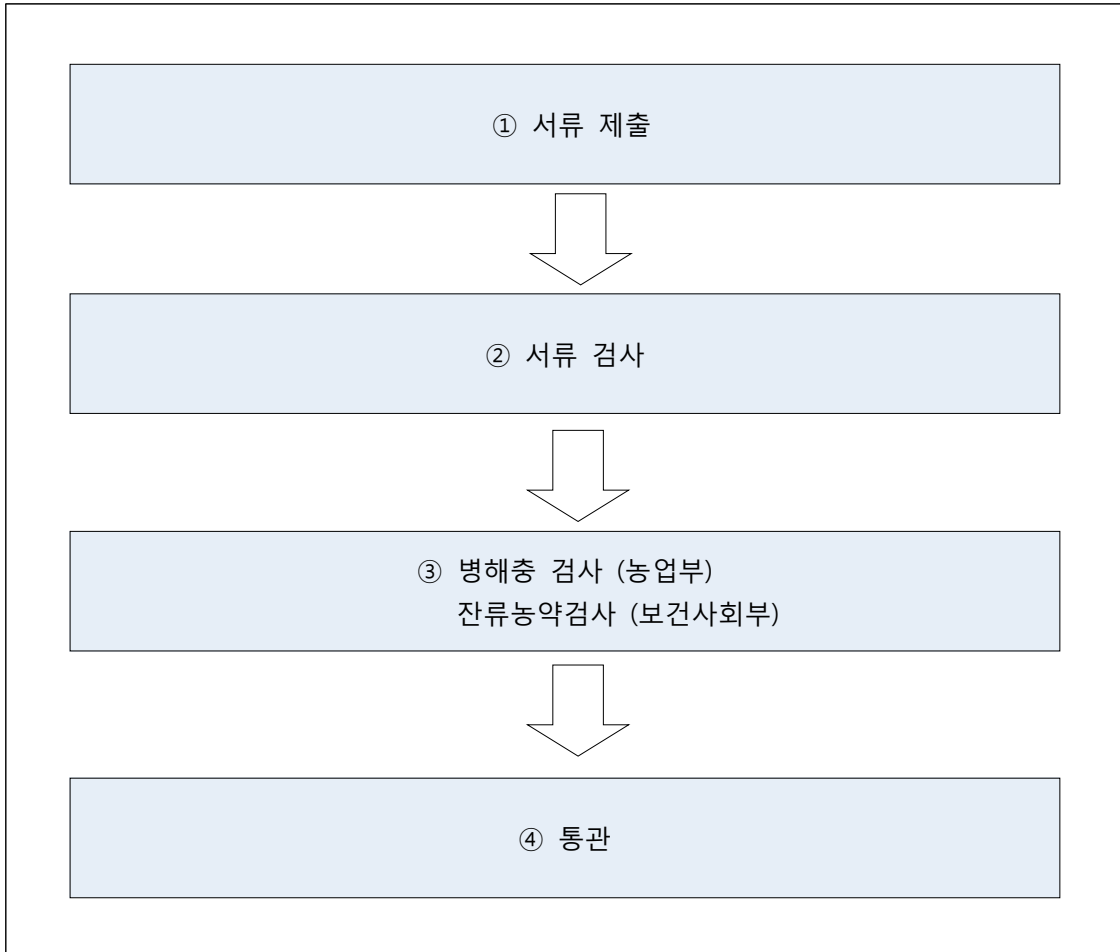 ① 서류 제출
② 서류 검사
③ 병해충 검사 (농업부)
잔류농약검사 (보건사회부)
④ 통관